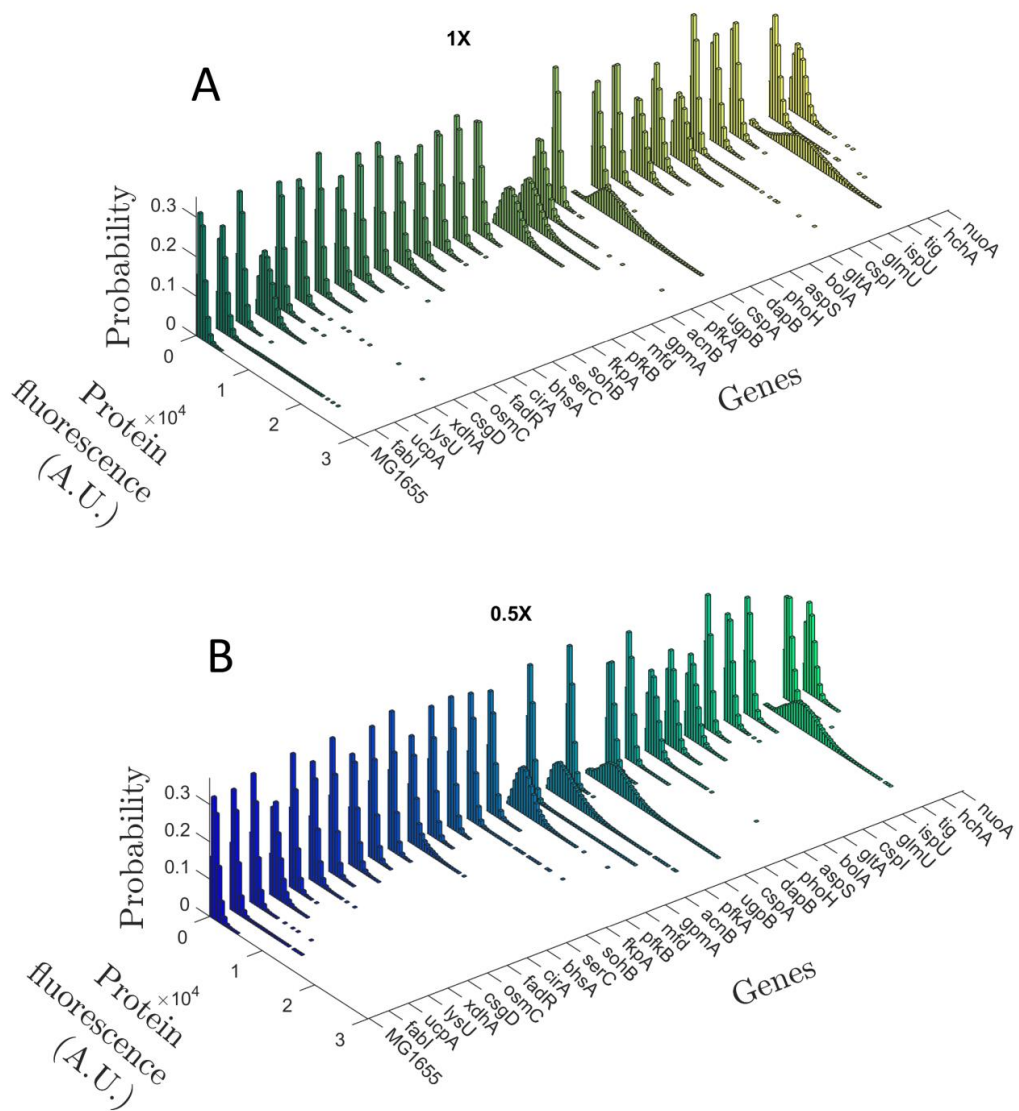 1X
A
Probability
0.3
0.2
0.1
0
0
1
2
3
×10⁴
Protein
fluorescence
(A.U.)
Genes
MG1655
fabI
ucpA
lysU
xdhA
csgD
osmC
fadR
cirA
bhsA
serC
sohB
fkpA
pfkB
mfd
gpmA
acnB
pfkA
ugpB
cspA
dapB
phoH
aspS
bolA
gltA
cspI
glmU
ispU
tig
hchA
nuoA
0.5X
B
Probability
0.3
0.2
0.1
0
0
1
2
3
×10⁴
Protein
fluorescence
(A.U.)
Genes
MG1655
fabI
ucpA
lysU
xdhA
csgD
osmC
fadR
cirA
bhsA
serC
sohB
fkpA
pfkB
mfd
gpmA
acnB
pfkA
ugpB
cspA
dapB
phoH
aspS
bolA
gltA
cspI
glmU
ispU
tig
hchA
nuoA